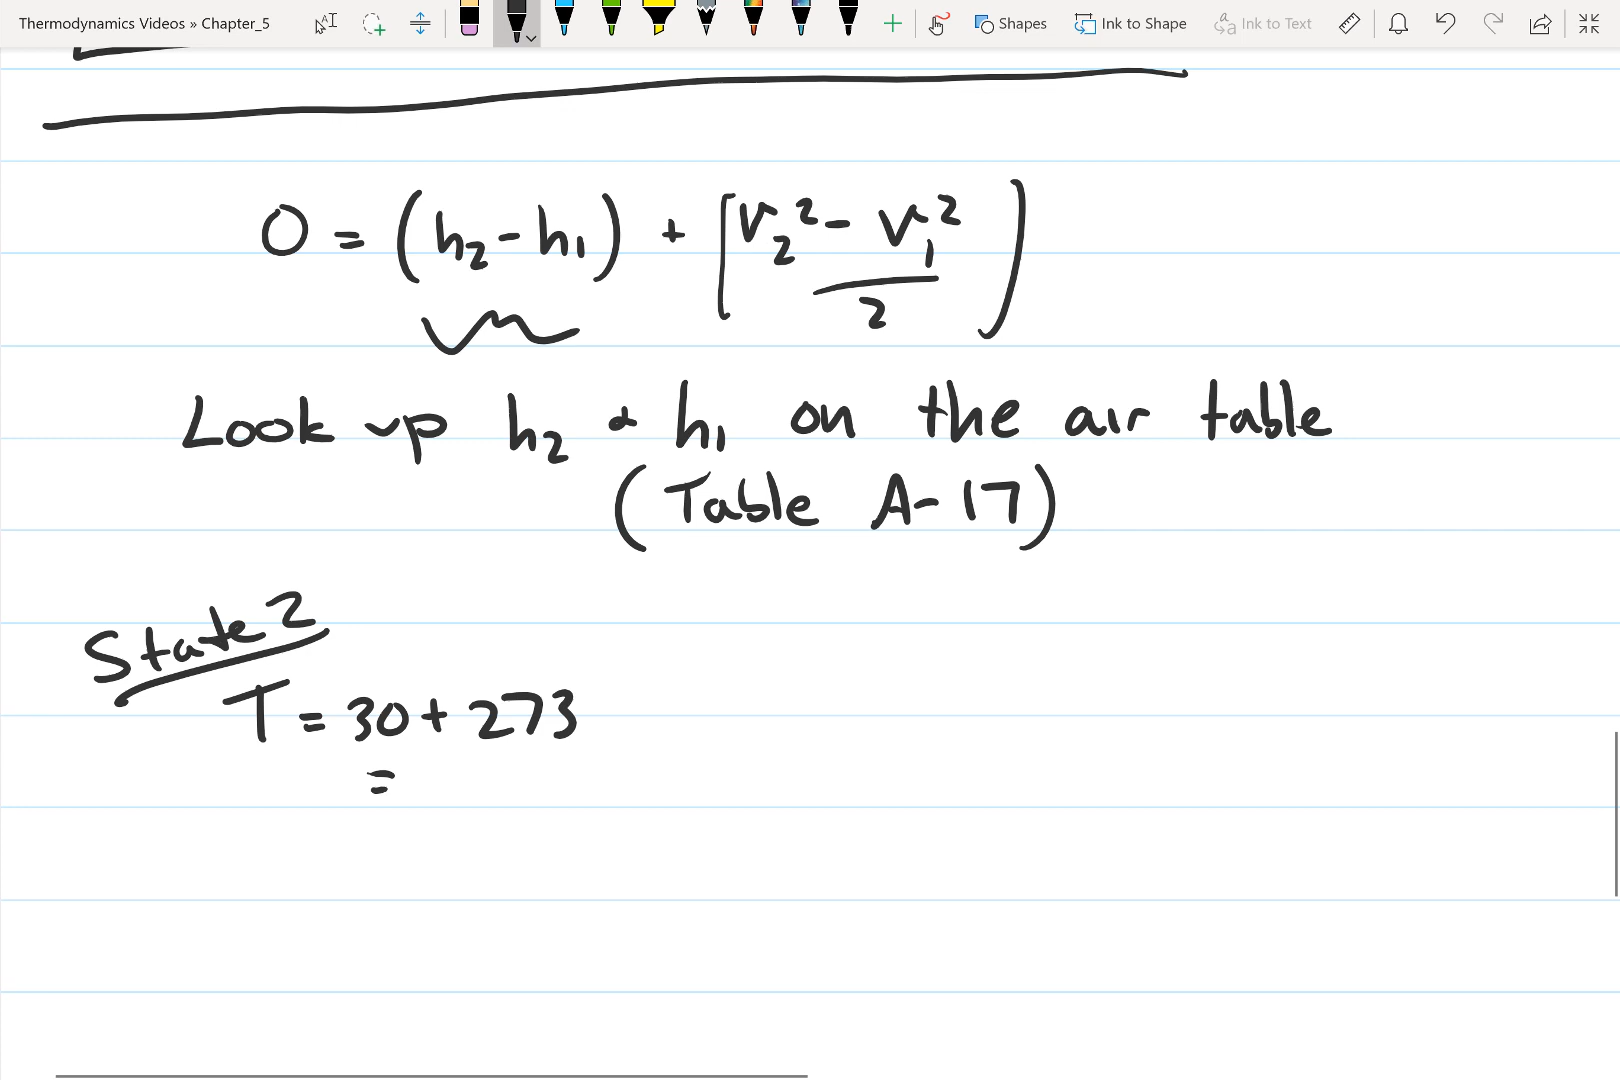 Thermodynamics Videos » Chapter_5 Shapes Ink to Shape Ink to Text
0 = (h₂ - h₁) + [V₂² - V₁² / 2)
Look up h₂ & h₁ on the air table
(Table A-17)
State 2
T = 30 + 273
=